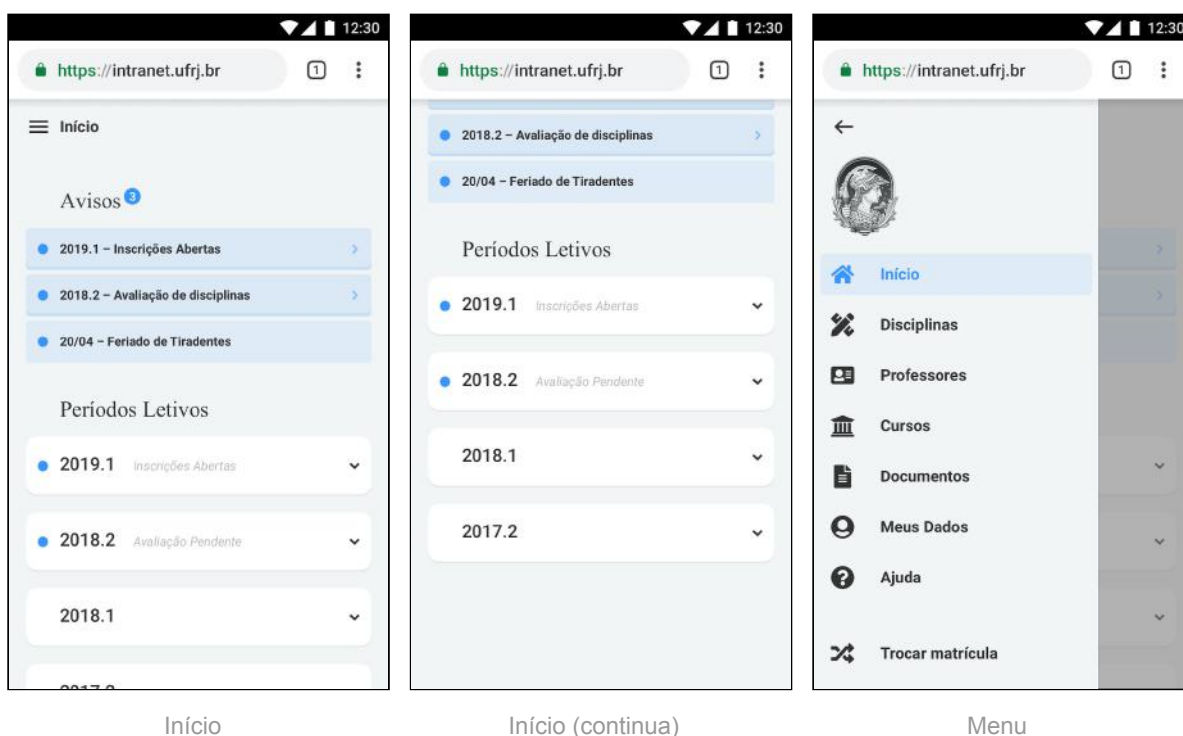 12:30
https://intranet.ufrj.br
1
Início
Avisos 3
2019.1 – Inscrições Abertas
2018.2 – Avaliação de disciplinas
20/04 – Feriado de Tiradentes
Períodos Letivos
2019.1 Inscrições Abertas
2018.2 Avaliação Pendente
2018.1
2017.2
Início
12:30
https://intranet.ufrj.br
1
2018.2 – Avaliação de disciplinas
20/04 – Feriado de Tiradentes
Períodos Letivos
2019.1 Inscrições Abertas
2018.2 Avaliação Pendente
2018.1
2017.2
Início (continua)
12:30
https://intranet.ufrj.br
1
Início
Disciplinas
Professores
Cursos
Documentos
Meus Dados
Ajuda
Trocar matrícula
Menu